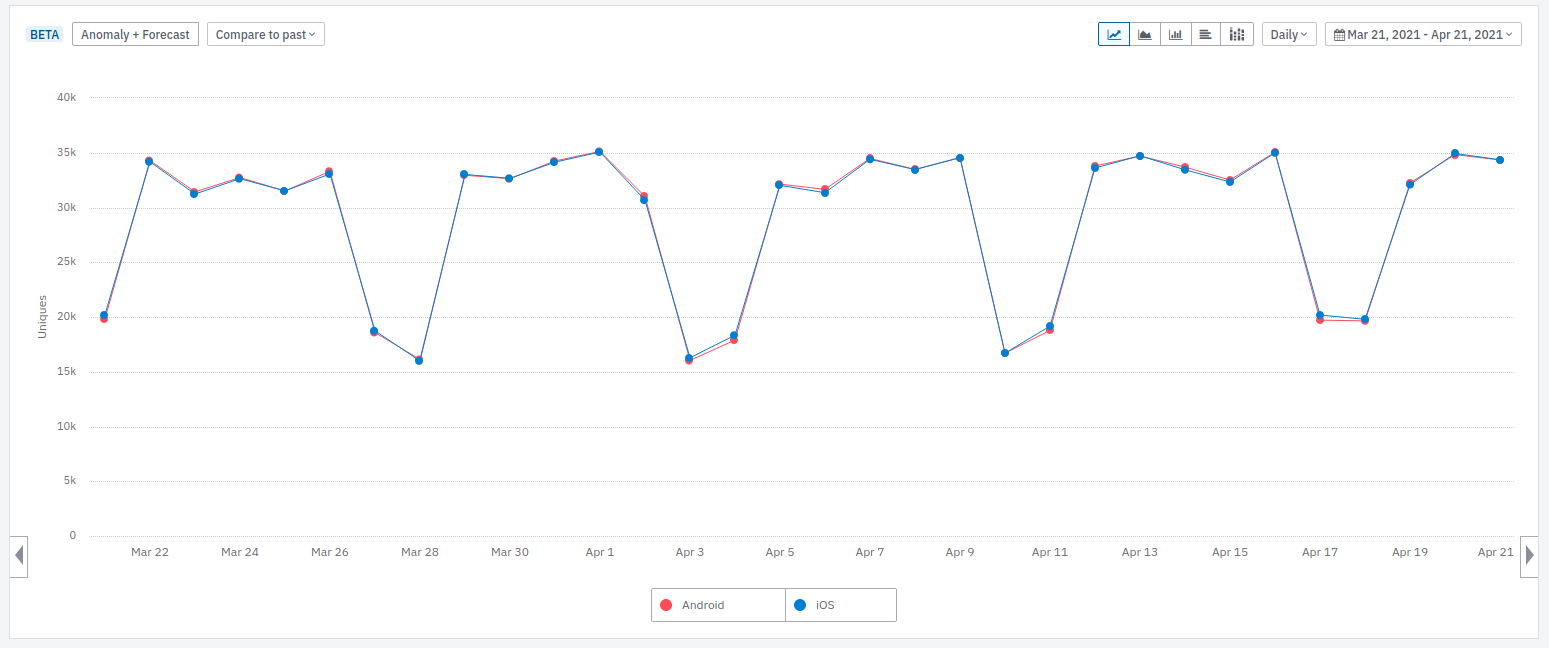 BETA Anomaly + Forecast Compare to past Daily Mar 21, 2021 - Apr 21, 2021
40k
35k
30k
25k
20k
15k
10k
5k
0
Uniques
Mar 22 Mar 24 Mar 26 Mar 28 Mar 30 Apr 1 Apr 3 Apr 5 Apr 7 Apr 9 Apr 11 Apr 13 Apr 15 Apr 17 Apr 19 Apr 21
Android iOS